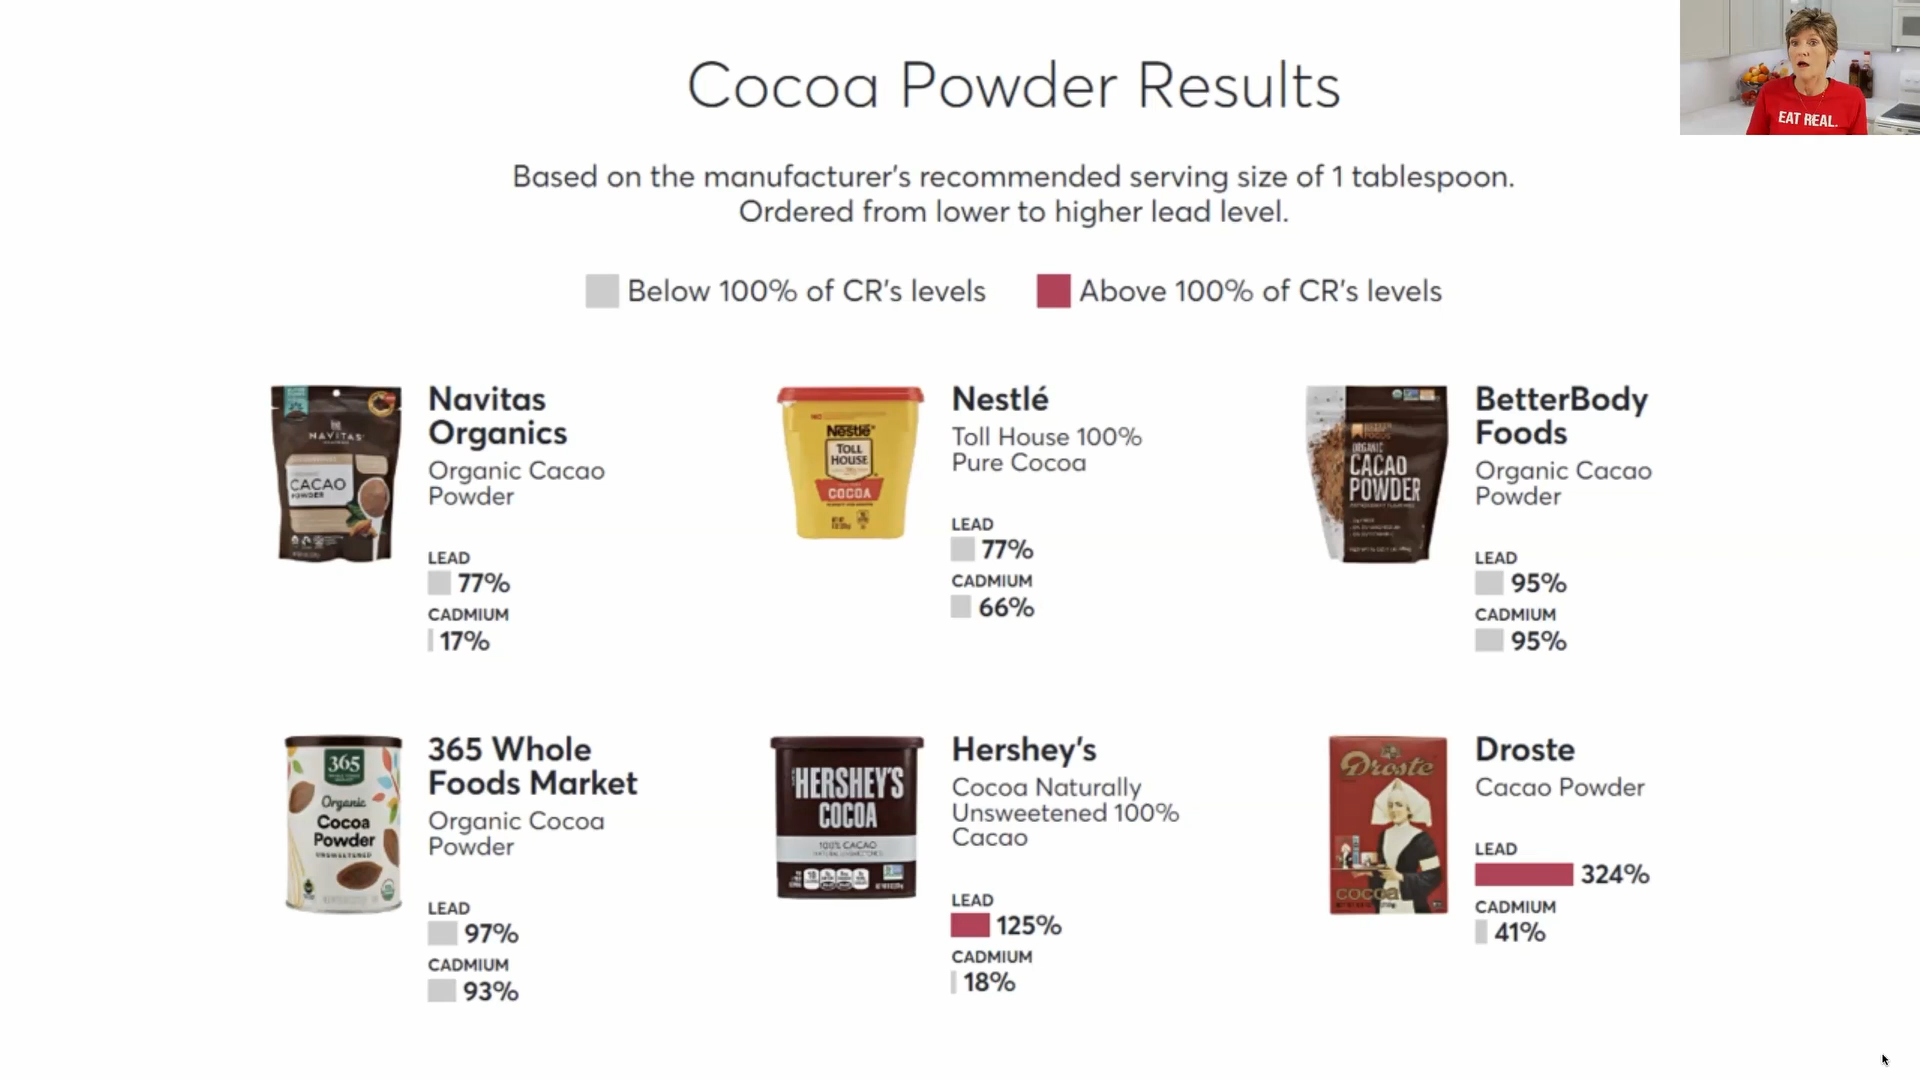 Cocoa Powder Results
EAT REAL.
Based on the manufacturer's recommended serving size of 1 tablespoon.
Ordered from lower to higher lead level.
Below 100% of CR's levels
Above 100% of CR's levels
NAVITAS
CACAO
POWDER
Navitas
Organics
Organic Cacao
Powder
LEAD
77%
CADMIUM
17%
Nestlé
TOLL
HOUSE
COCOA
Nestlé
Toll House 100%
Pure Cocoa
LEAD
77%
CADMIUM
66%
ORGANIC
CACAO
POWDER
BetterBody
Foods
Organic Cacao
Powder
LEAD
95%
CADMIUM
95%
365
Organic
Cocoa
Powder
UNSWEETENED
365 Whole
Foods Market
Organic Cocoa
Powder
LEAD
97%
CADMIUM
93%
HERSHEY'S
COCOA
100% CACAO
Hershey's
Cocoa Naturally
Unsweetened 100%
Cacao
LEAD
125%
CADMIUM
18%
Droste
COCOA
Droste
Cacao Powder
LEAD
324%
CADMIUM
41%